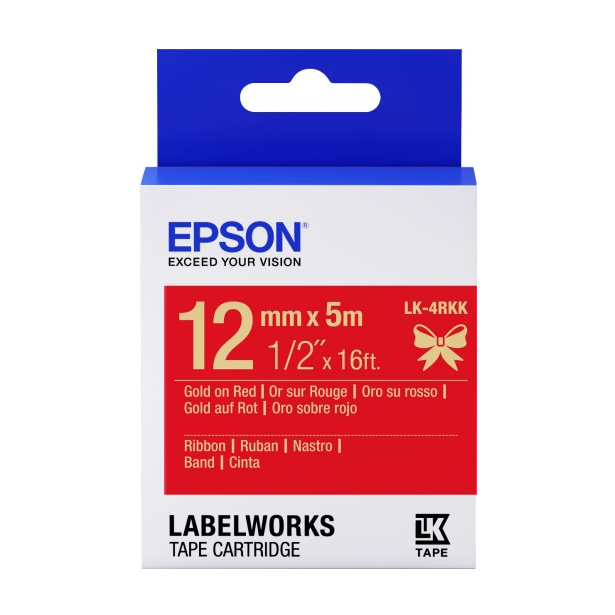 EPSON®
EXCEED YOUR VISION
12 mm x 5m
1/2″ x 16ft.
LK-4RKK
Gold on Red | Or sur Rouge | Oro su rosso |
Gold auf Rot | Oro sobre rojo
Ribbon | Ruban | Nastro |
Band | Cinta
LABELWORKS
TAPE CARTRIDGE
LK
TAPE